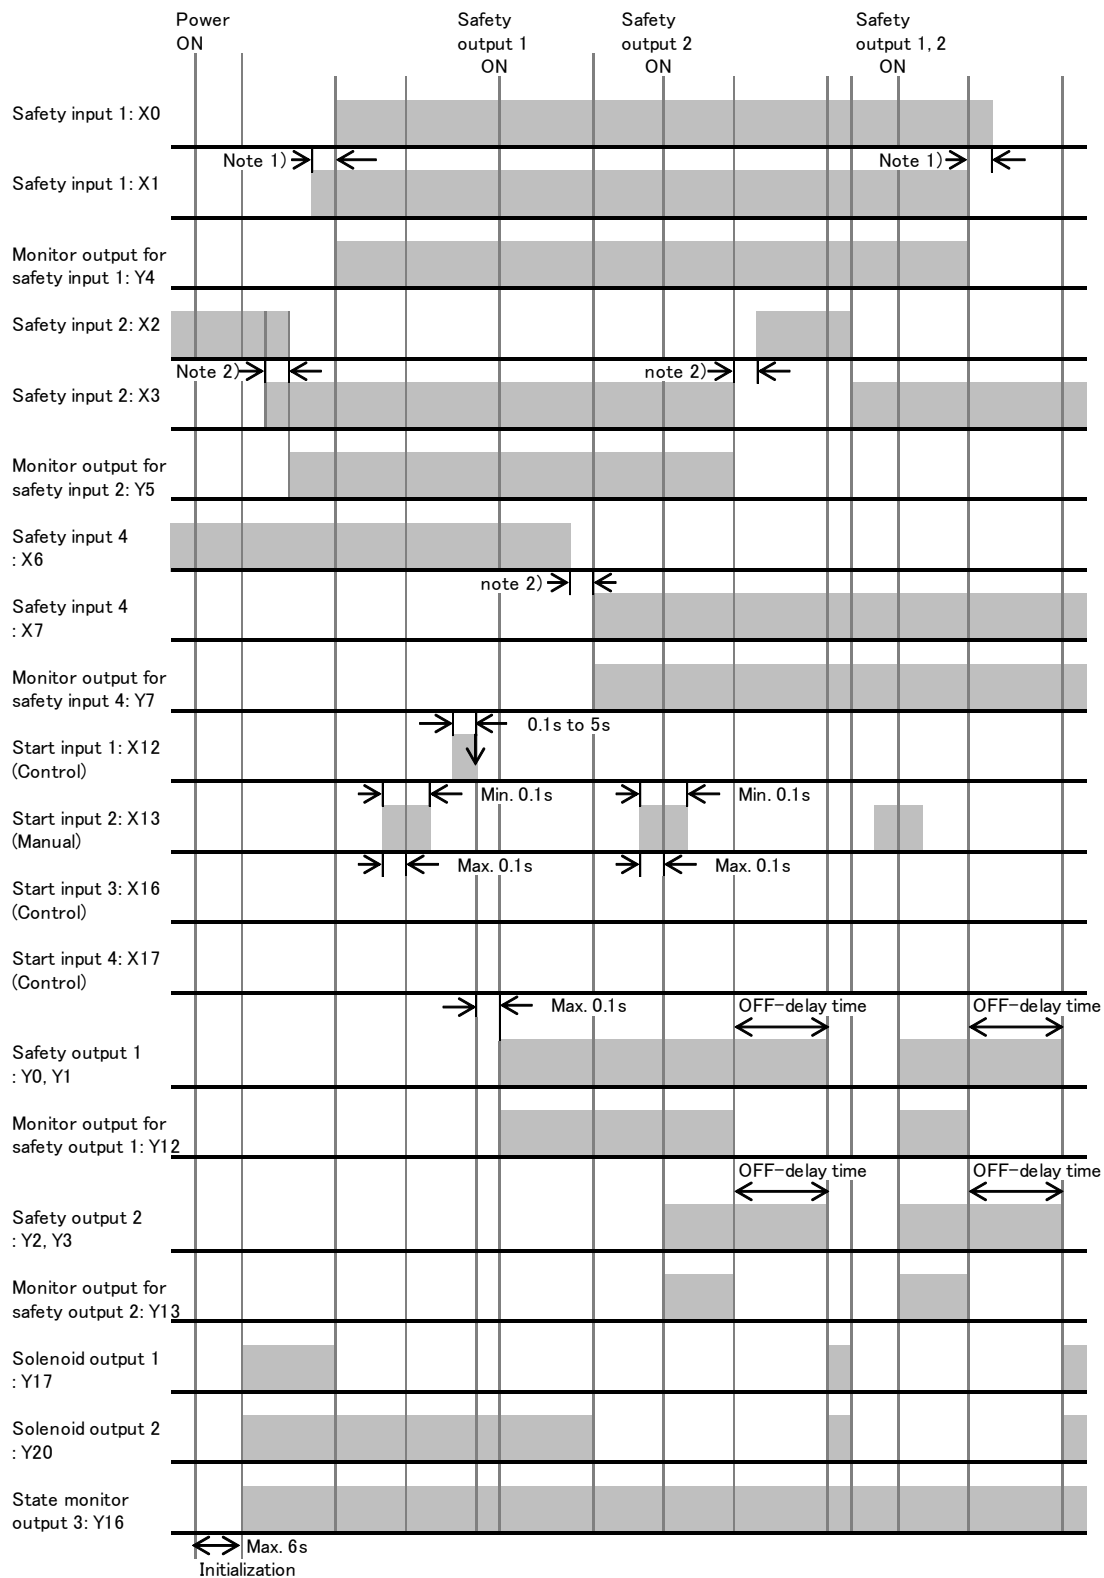 Power
ON
Safety
output 1
ON
Safety
output 2
ON
Safety
output 1, 2
ON
Safety input 1: X0
Note 1)
Note 1)
Safety input 1: X1
Monitor output for
safety input 1: Y4
Safety input 2: X2
Note 2)
note 2)
Safety input 2: X3
Monitor output for
safety input 2: Y5
Safety input 4
: X6
note 2)
Safety input 4
: X7
Monitor output for
safety input 4: Y7
0.1s to 5s
Start input 1: X12
(Control)
Min. 0.1s
Min. 0.1s
Start input 2: X13
(Manual)
Max. 0.1s
Max. 0.1s
Start input 3: X16
(Control)
Start input 4: X17
(Control)
Max. 0.1s
OFF-delay time
OFF-delay time
Safety output 1
: Y0, Y1
Monitor output for
safety output 1: Y12
OFF-delay time
OFF-delay time
Safety output 2
: Y2, Y3
Monitor output for
safety output 2: Y13
Solenoid output 1
: Y17
Solenoid output 2
: Y20
State monitor
output 3: Y16
Max. 6s
Initialization